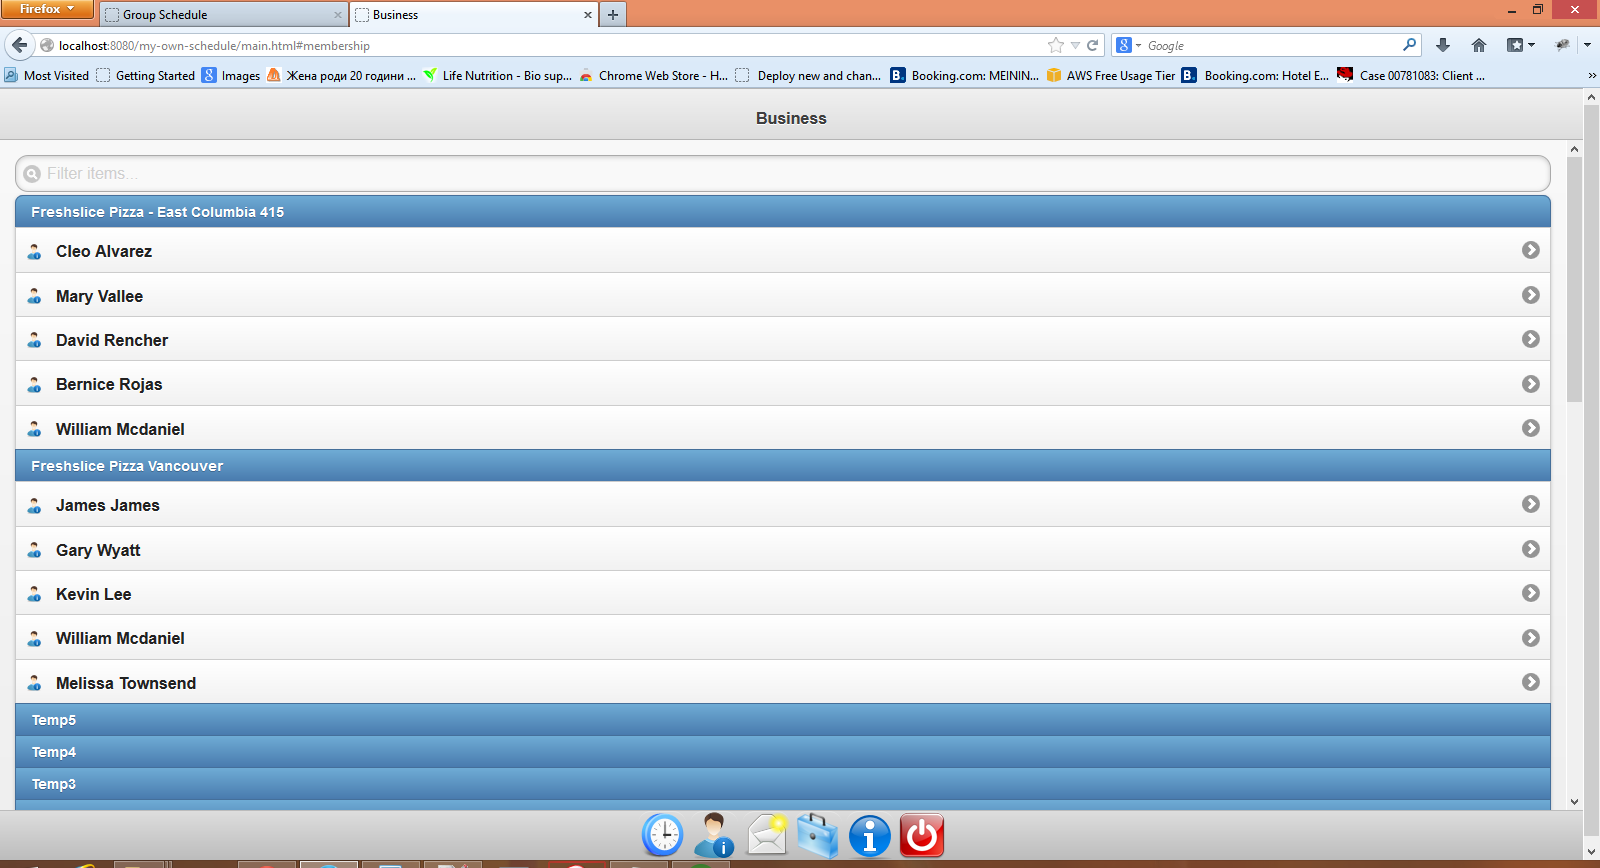 Firefox
Group Schedule
Business
localhost:8080/my-own-schedule/main.html#membership
Google
Most Visited
Getting Started
Images
Жена роди 20 години ...
Life Nutrition - Bio sup...
Chrome Web Store - H...
Deploy new and chan...
Booking.com: MEININ...
AWS Free Usage Tier
Booking.com: Hotel E...
Case 00781083: Client ...
Business
Filter items...
Freshslice Pizza - East Columbia 415
Cleo Alvarez
Mary Vallee
David Rencher
Bernice Rojas
William Mcdaniel
Freshslice Pizza Vancouver
James James
Gary Wyatt
Kevin Lee
William Mcdaniel
Melissa Townsend
Temp5
Temp4
Temp3